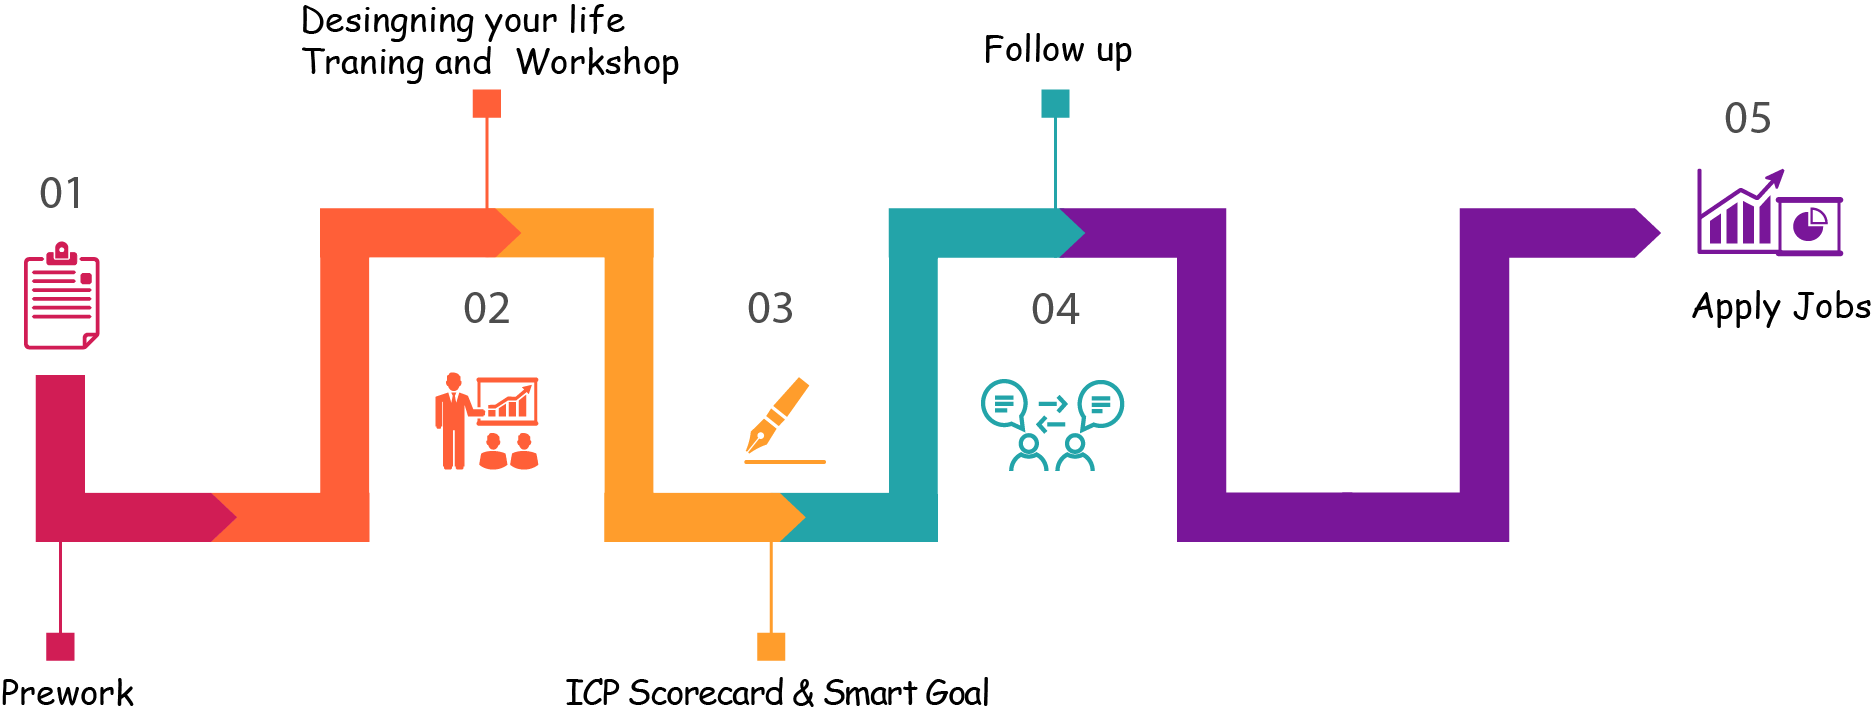 01
Prework
Desingning your life
Traning and Workshop
02
03
ICP Scorecard & Smart Goal
Follow up
04
05
Apply Jobs